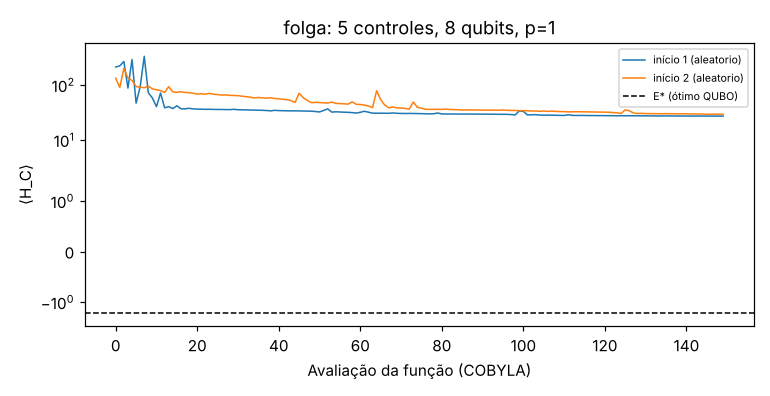 folga: 5 controles, 8 qubits, p=1
início 1 (aleatorio)
início 2 (aleatorio)
E* (ótimo QUBO)
⟨H_C⟩
10²
10¹
10⁰
0
−10⁰
0 20 40 60 80 100 120 140
Avaliação da função (COBYLA)